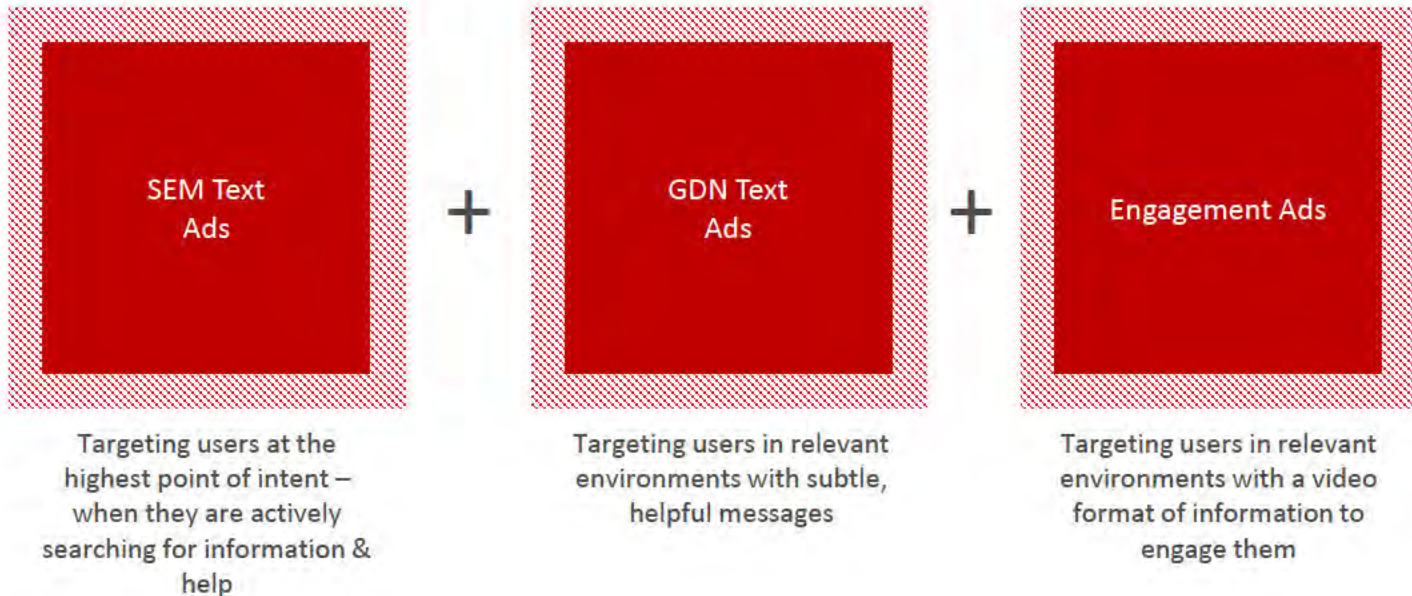 SEM Text
Ads
+
GDN Text
Ads
+
Engagement Ads
Targeting users at the
highest point of intent –
when they are actively
searching for information &
help
Targeting users in relevant
environments with subtle,
helpful messages
Targeting users in relevant
environments with a video
format of information to
engage them